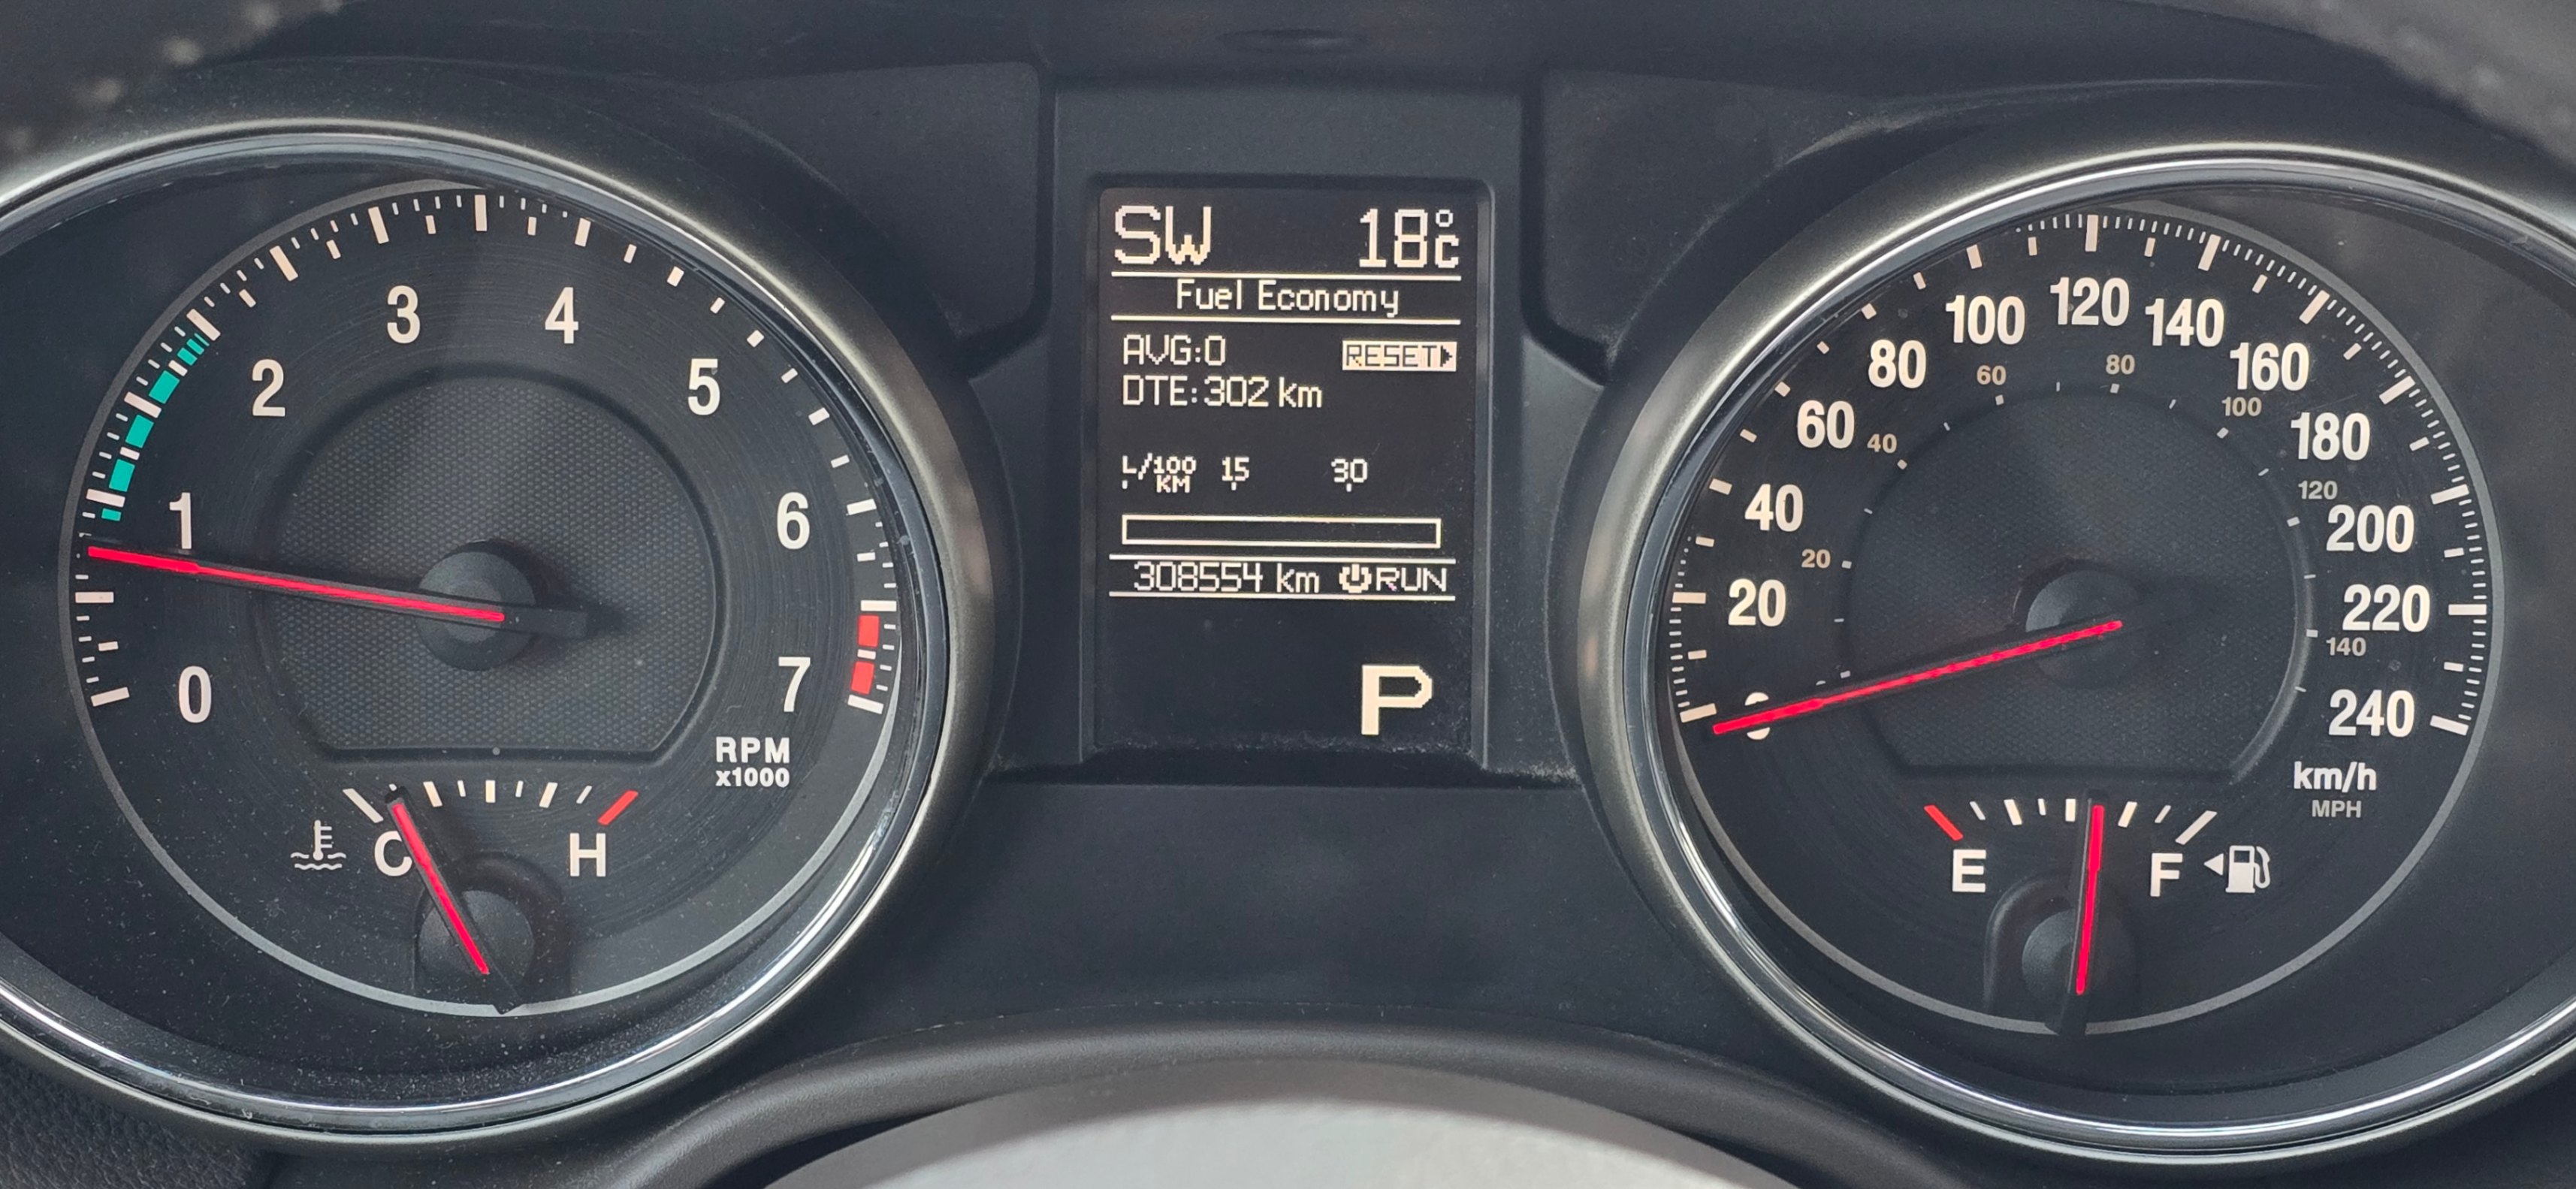 0
1
2
3
4
5
6
7
RPM
x1000
C
H
SW 18°C
Fuel Economy
AVG:0 RESET
DTE:302 km
L/100 KM 15 30
308554 km RUN
P
0
20
40
60
80
100
120
140
160
180
200
220
240
20
40
60
80
100
120
140
km/h
MPH
E
F